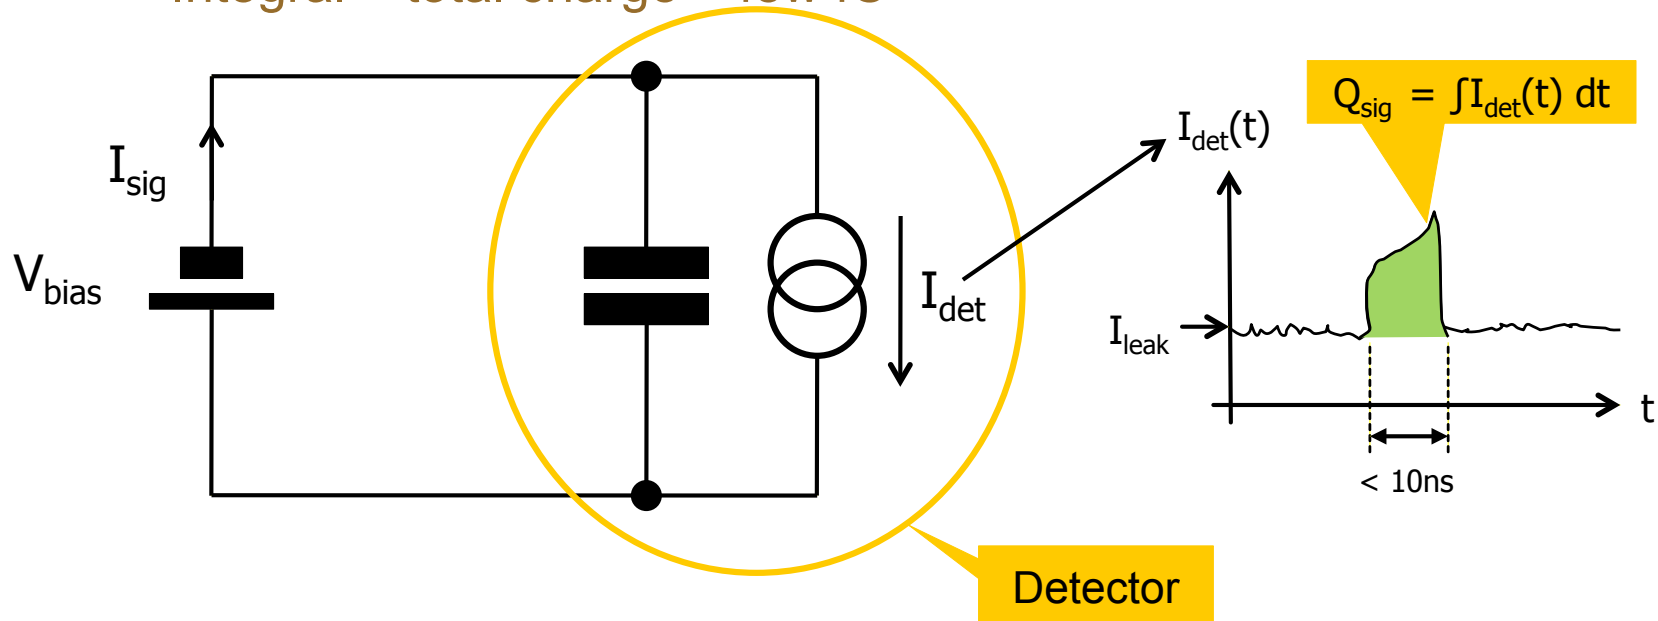 Q_sig = ∫I_det(t) dt
I_det(t)
I_sig
V_bias
I_det
I_leak
t
< 10ns
Detector